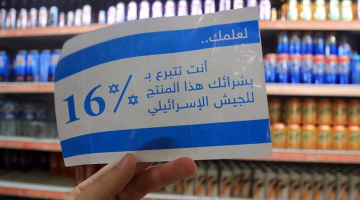 لعلمك..
أنت تتبرع بـ
بشرائك هذا المنتج
للجيش الإسرائيلي
16%